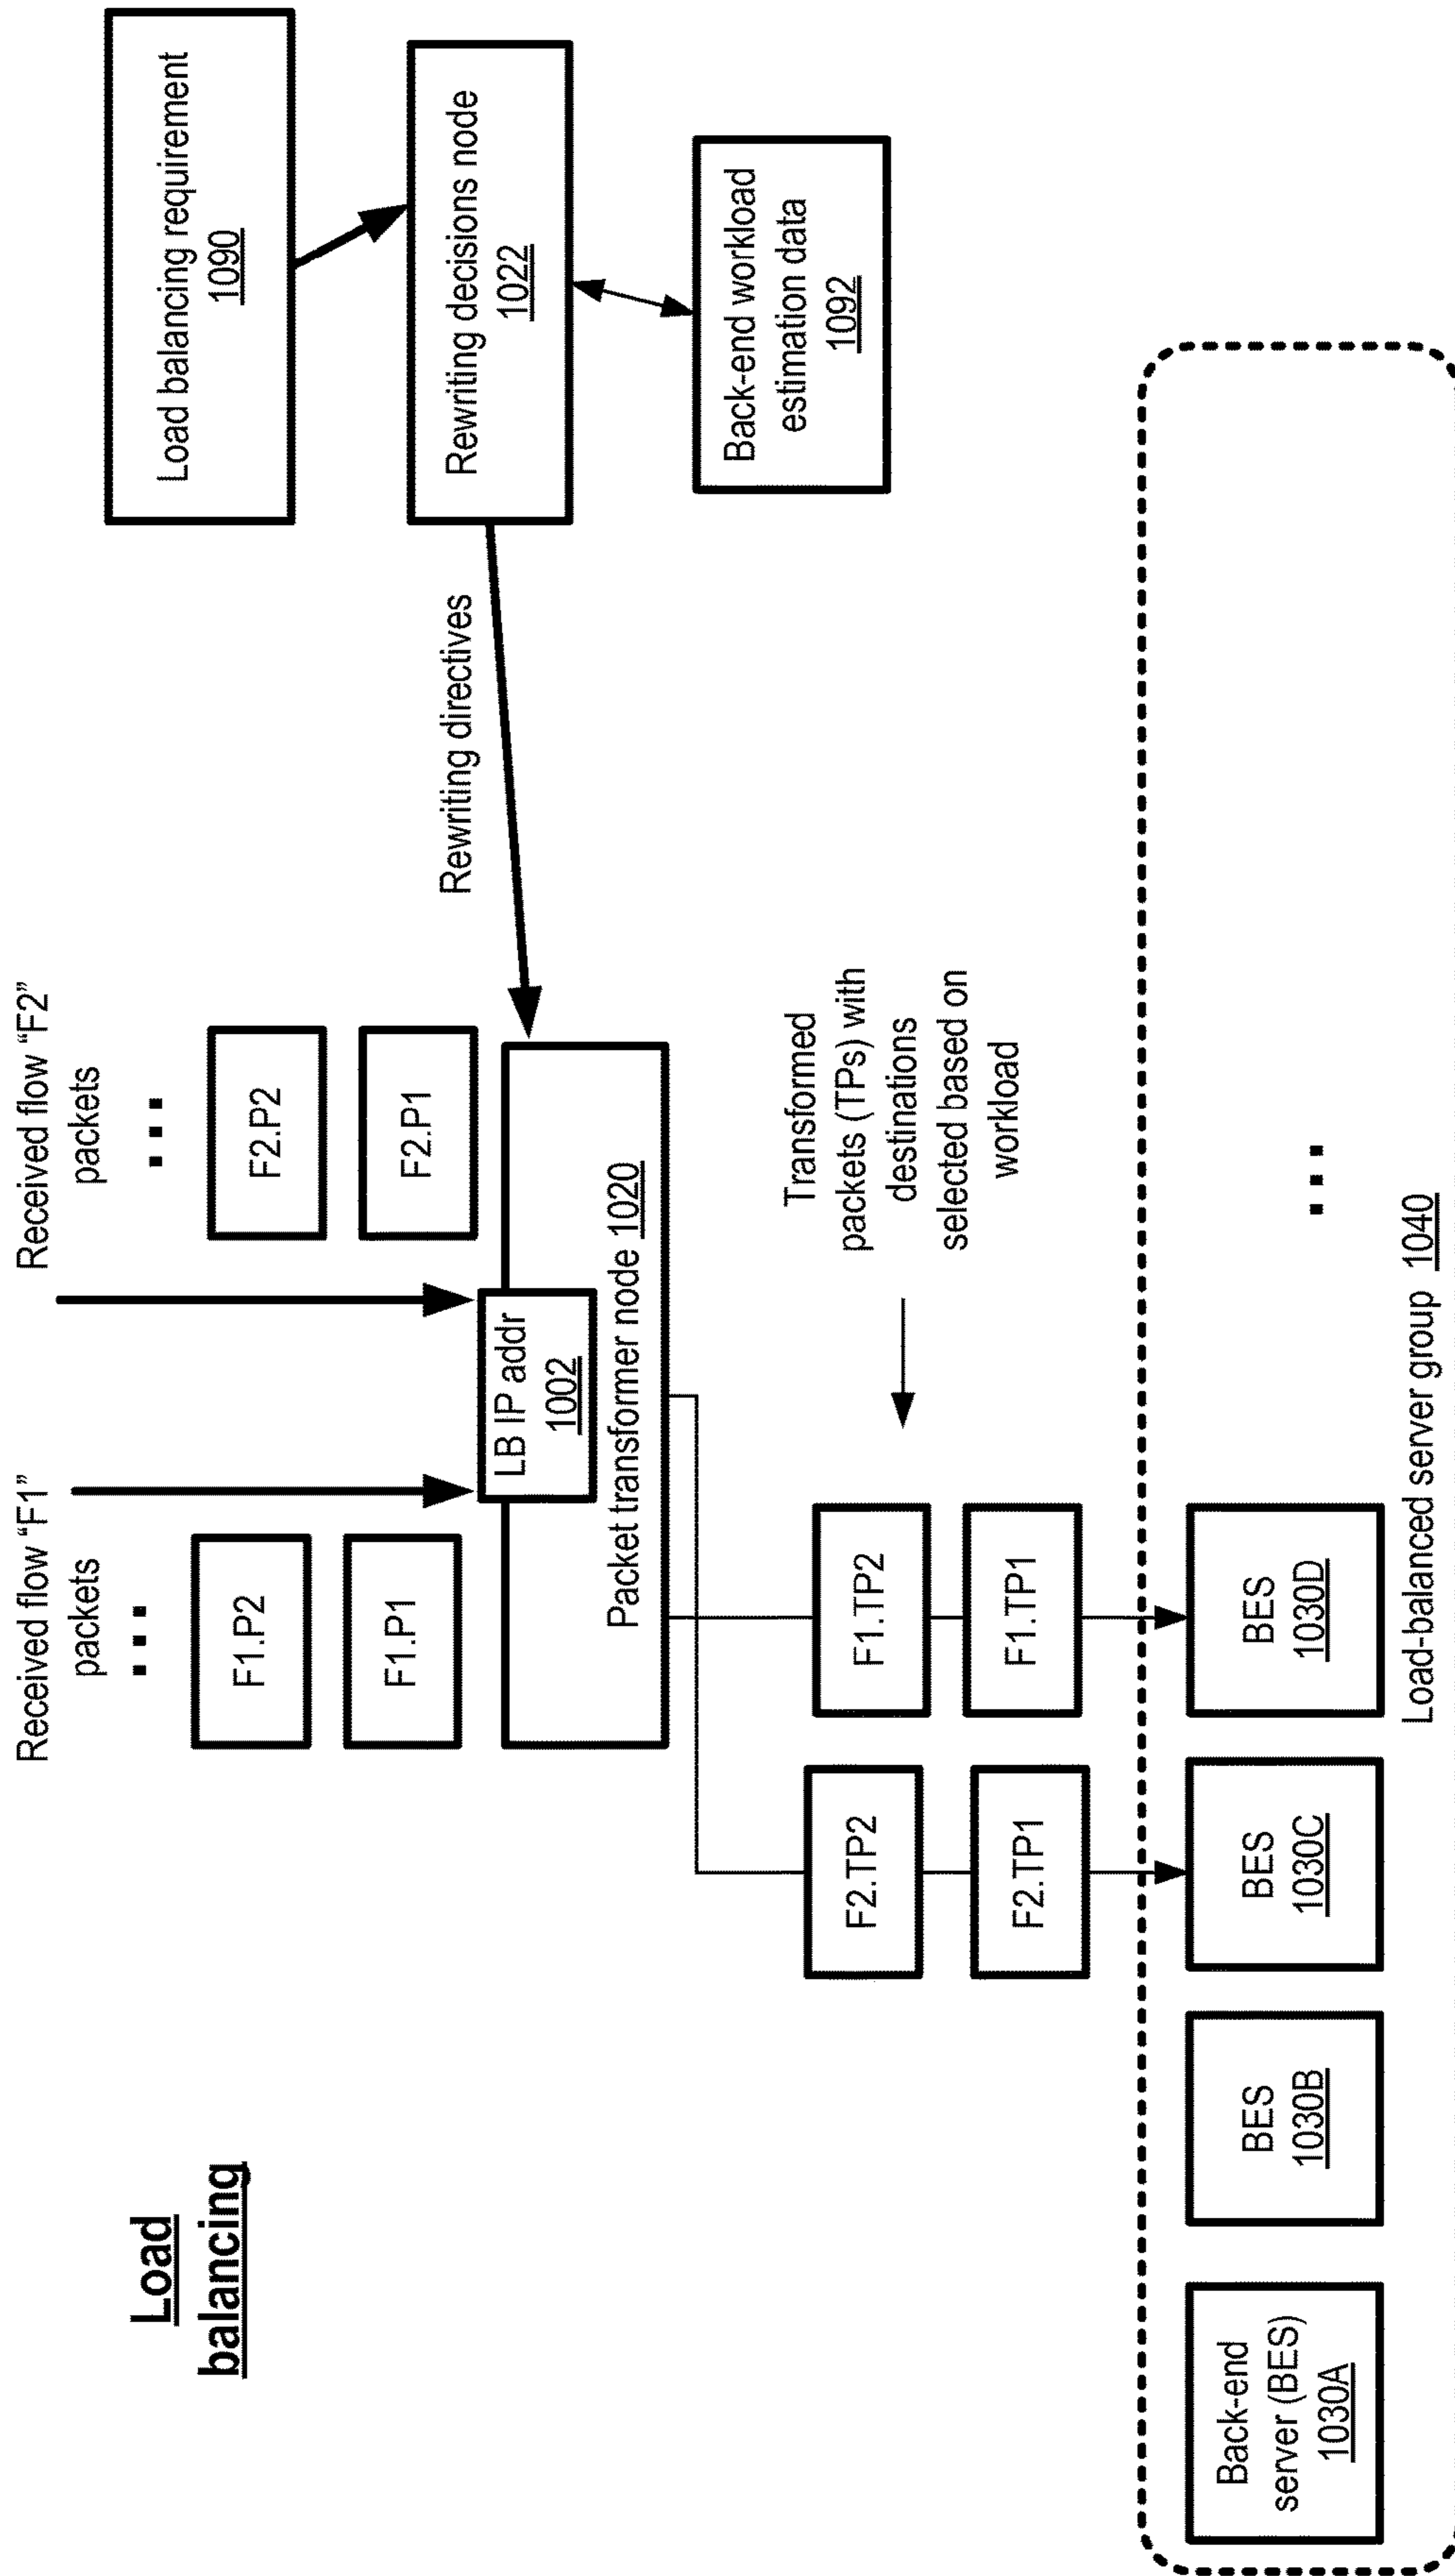 Load
balancing
Received flow “F1”
packets
...
F1.P2
F1.P1
Received flow “F2”
packets
...
F2.P2
F2.P1
LB IP addr
1002
Packet transformer node 1020
Rewriting directives
Load balancing requirement
1090
Rewriting decisions node
1022
Back-end workload
estimation data
1092
F2.TP2
F2.TP1
F1.TP2
F1.TP1
Transformed
packets (TPs) with
destinations
selected based on
workload
Back-end
server (BES)
1030A
BES
1030B
BES
1030C
BES
1030D
...
Load-balanced server group 1040